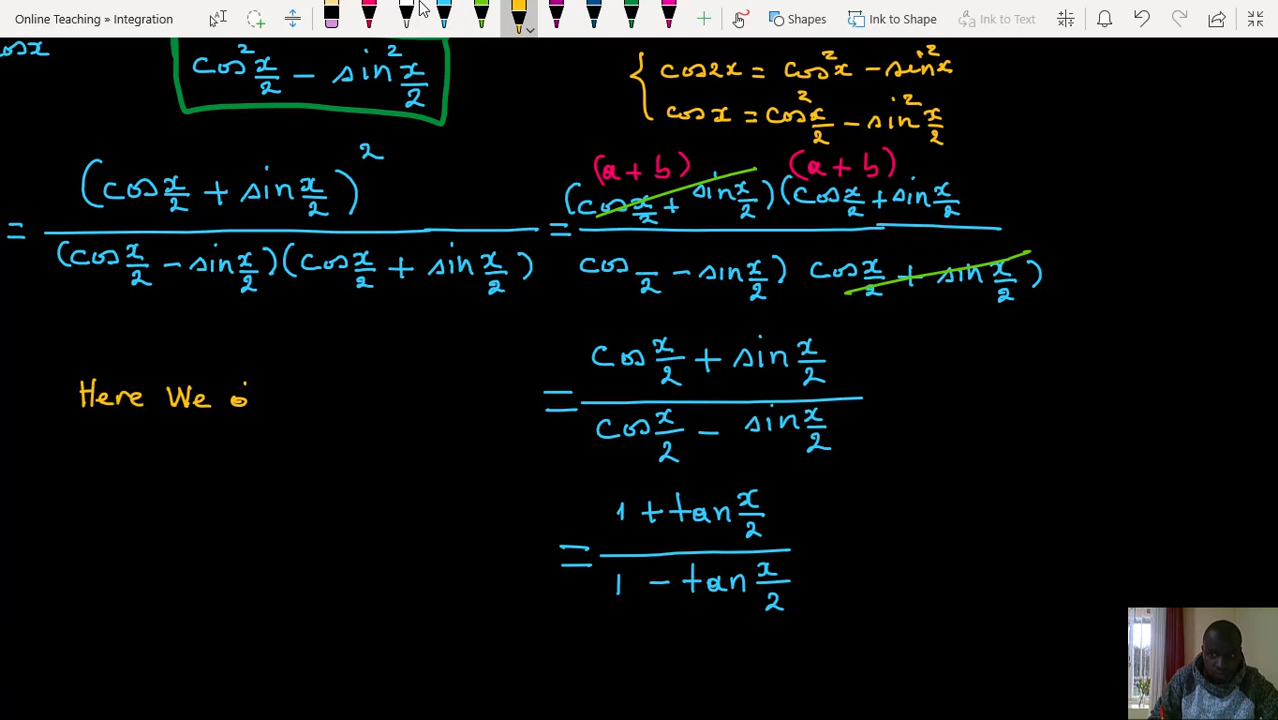 Online Teaching » Integration
Shapes
Ink to Shape
Ink to Text
cos x
cos²x/2 − sin²x/2
cos2x = cos²x − sin²x
cosx = cos²x/2 − sin²x/2
(a + b) (a + b)
= (cos x/2 + sin x/2)² / (cos x/2 − sin x/2)(cos x/2 + sin x/2) = (cos x/2 + sin x/2)(cos x/2 + sin x/2 / cos /2 − sin x/2) cos x/2 + sin x/2)
= cos x/2 + sin x/2 / cos x/2 − sin x/2
Here We
= 1 + tan x/2 / 1 − tan x/2